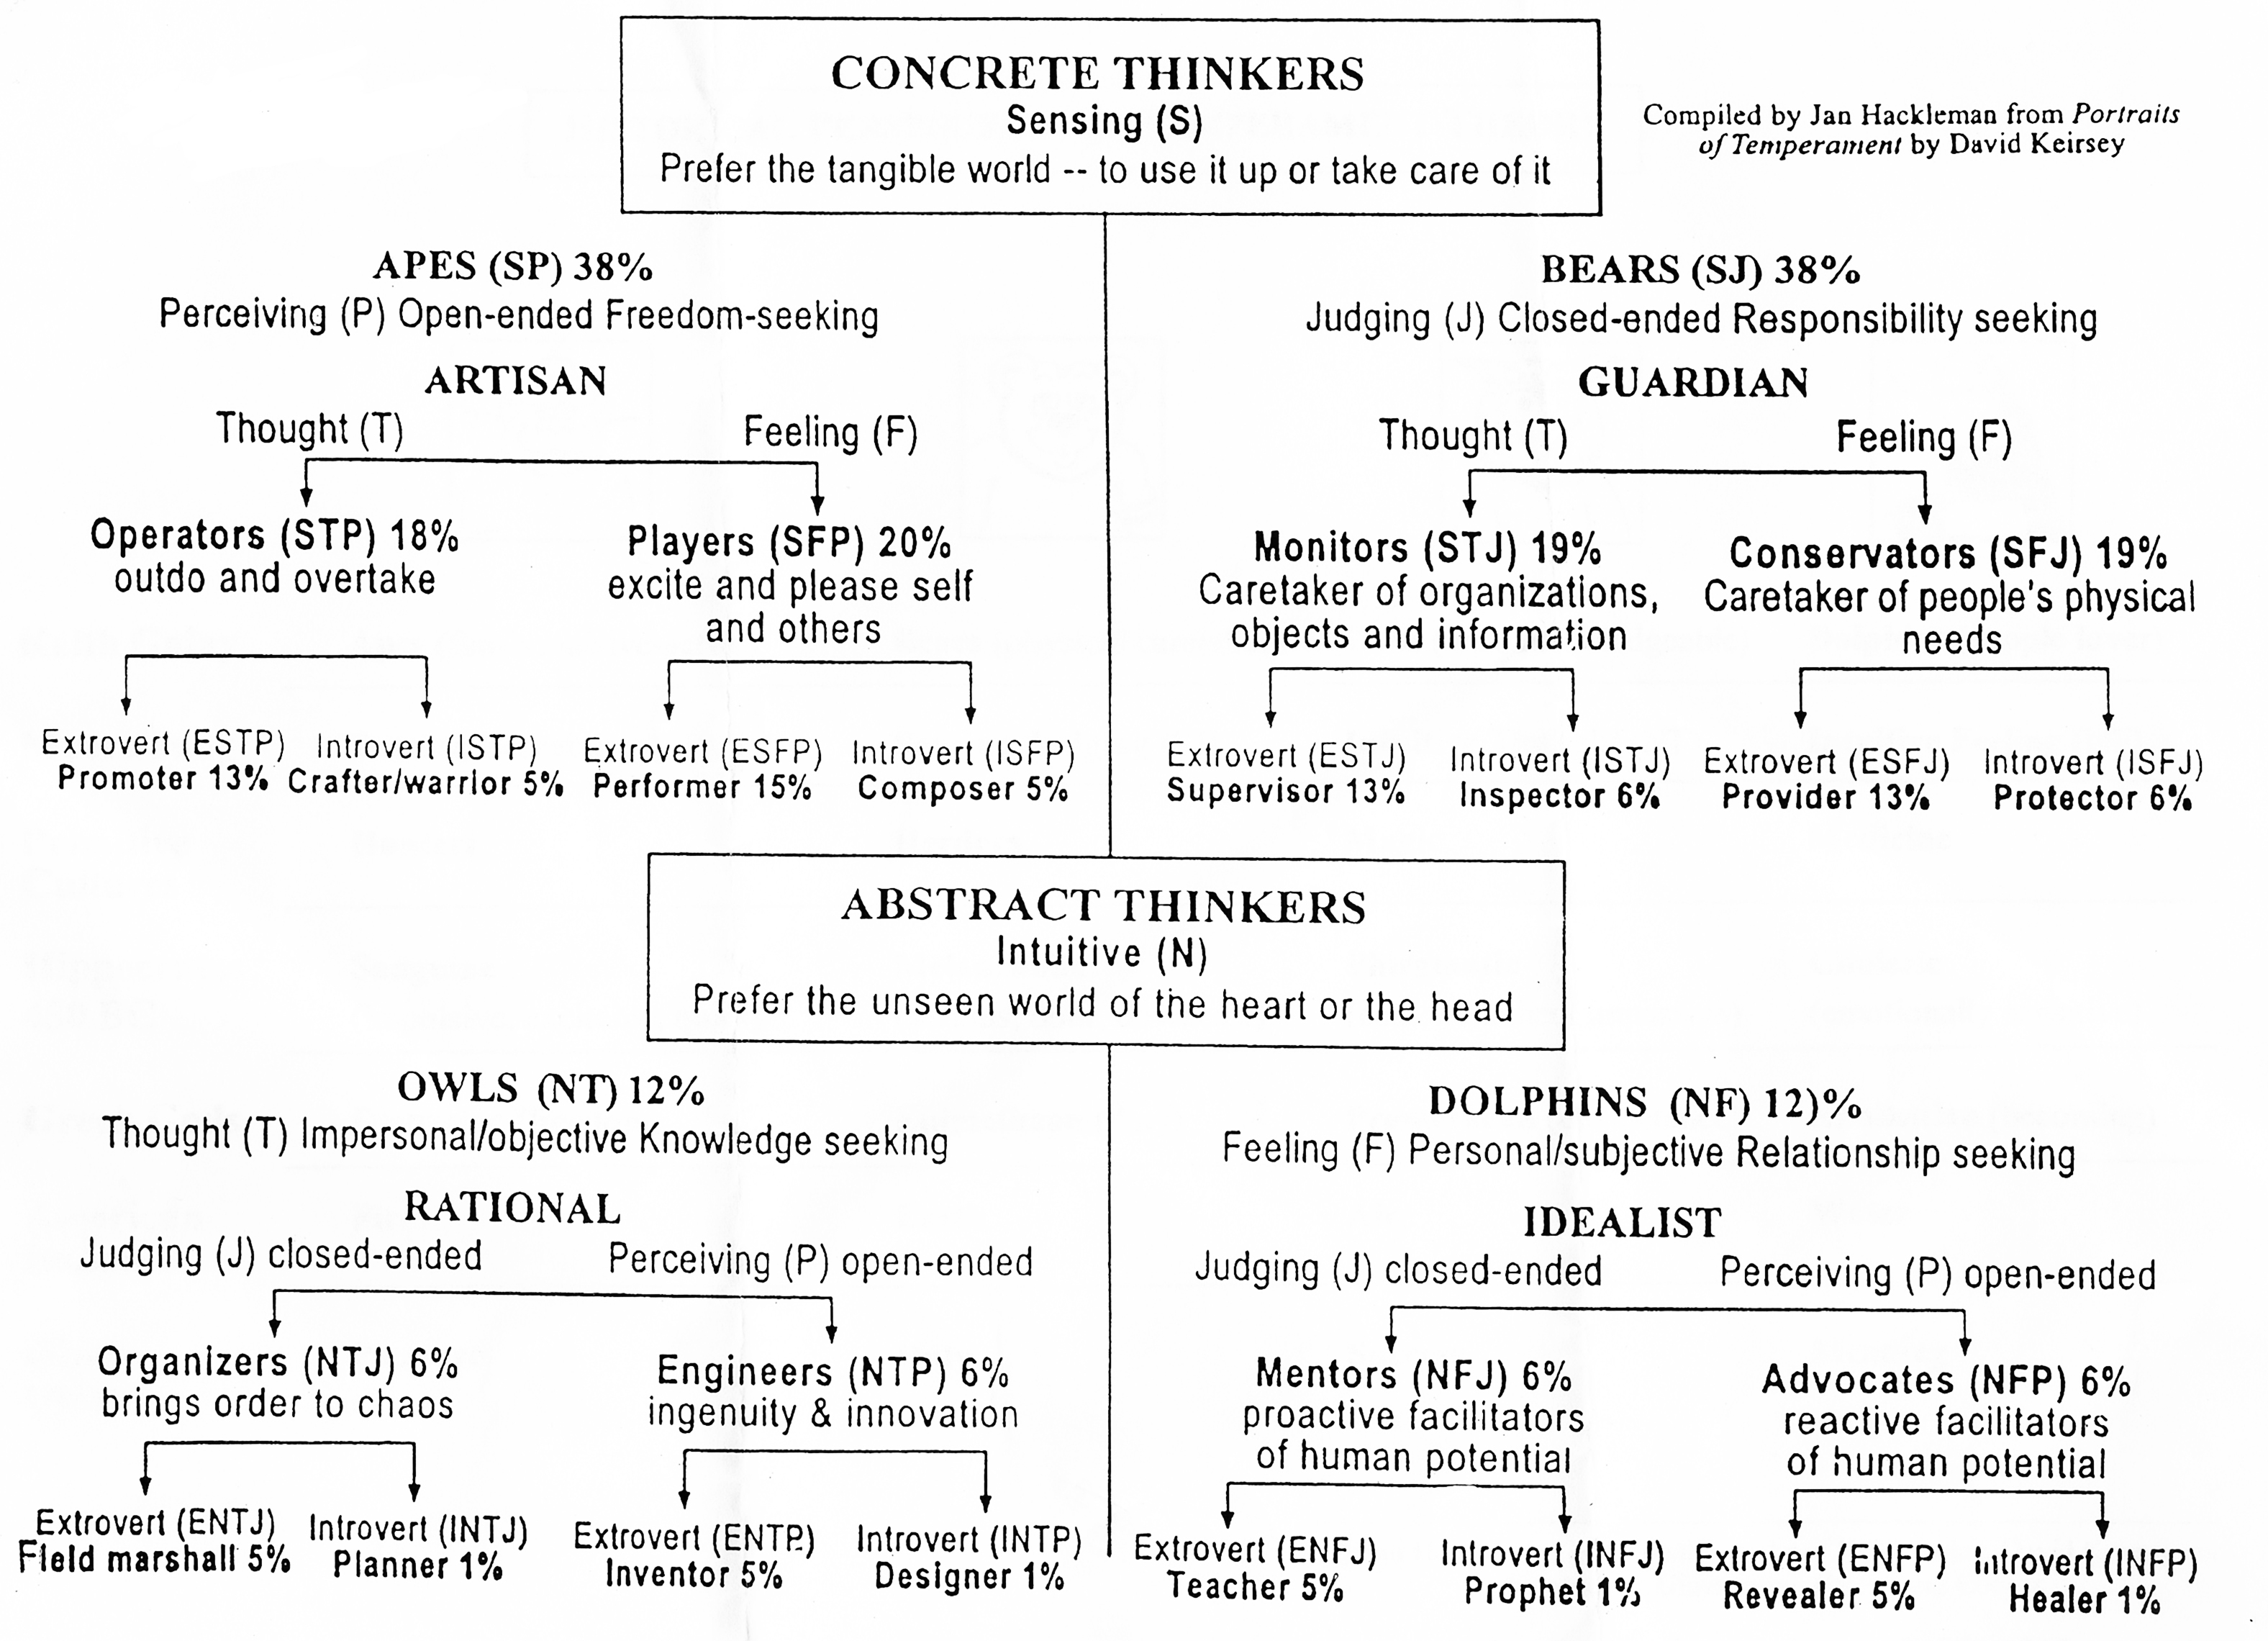 CONCRETE THINKERS
Sensing (S)
Prefer the tangible world -- to use it up or take care of it
Compiled by Jan Hackleman from Portraits
of Temperament by David Keirsey
APES (SP) 38%
Perceiving (P) Open-ended Freedom-seeking
ARTISAN
Thought (T)
Feeling (F)
Operators (STP) 18%
outdo and overtake
Players (SFP) 20%
excite and please self
and others
Extrovert (ESTP)
Promoter 13%
Introvert (ISTP)
Crafter/warrior 5%
Extrovert (ESFP)
Performer 15%
Introvert (ISFP)
Composer 5%
BEARS (SJ) 38%
Judging (J) Closed-ended Responsibility seeking
GUARDIAN
Thought (T)
Feeling (F)
Monitors (STJ) 19%
Caretaker of organizations,
objects and information
Conservators (SFJ) 19%
Caretaker of people's physical
needs
Extrovert (ESTJ)
Supervisor 13%
Introvert (ISTJ)
Inspector 6%
Extrovert (ESFJ)
Provider 13%
Introvert (ISFJ)
Protector 6%
ABSTRACT THINKERS
Intuitive (N)
Prefer the unseen world of the heart or the head
OWLS (NT) 12%
Thought (T) Impersonal/objective Knowledge seeking
RATIONAL
Judging (J) closed-ended
Perceiving (P) open-ended
Organizers (NTJ) 6%
brings order to chaos
Engineers (NTP) 6%
ingenuity & innovation
Extrovert (ENTJ)
Field marshall 5%
Introvert (INTJ)
Planner 1%
Extrovert (ENTP)
Inventor 5%
Introvert (INTP)
Designer 1%
DOLPHINS (NF) 12)%
Feeling (F) Personal/subjective Relationship seeking
IDEALIST
Judging (J) closed-ended
Perceiving (P) open-ended
Mentors (NFJ) 6%
proactive facilitators
of human potential
Advocates (NFP) 6%
reactive facilitators
of human potential
Extrovert (ENFJ)
Teacher 5%
Introvert (INFJ)
Prophet 1%
Extrovert (ENFP)
Revealer 5%
Introvert (INFP)
Healer 1%